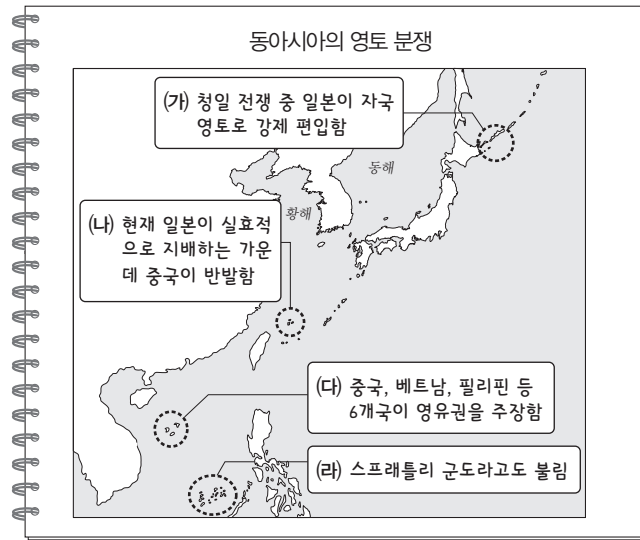 동아시아의 영토 분쟁
(가) 청일 전쟁 중 일본이 자국
영토로 강제 편입함
동해
황해
(나) 현재 일본이 실효적
으로 지배하는 가운
데 중국이 반발함
(다) 중국, 베트남, 필리핀 등
6개국이 영유권을 주장함
(라) 스프래틀리 군도라고도 불림